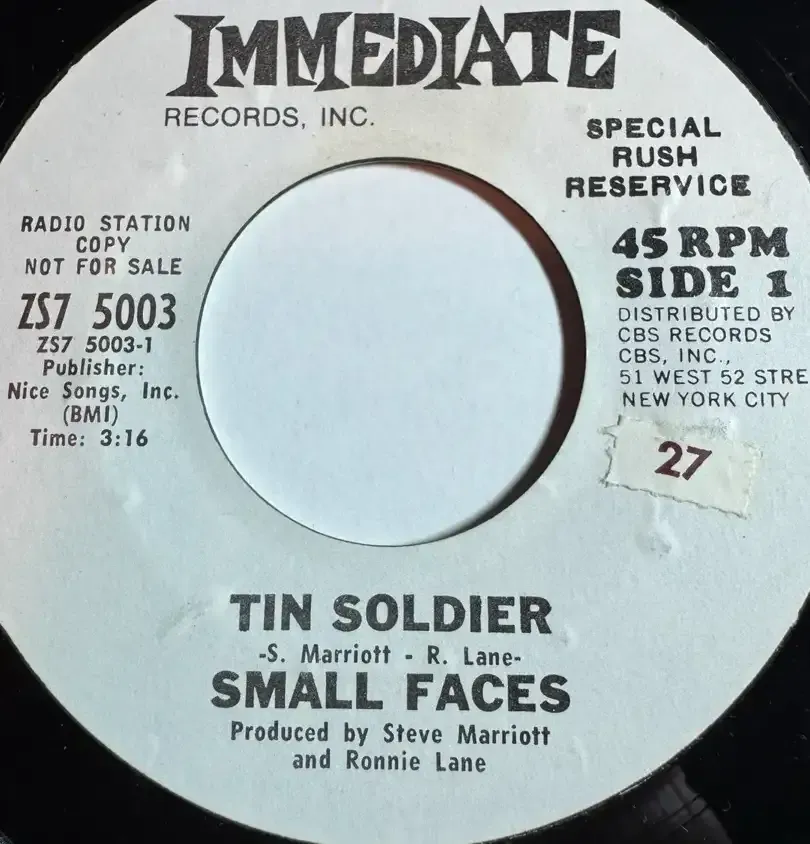 IMMEDIATE
RECORDS, INC.
SPECIAL
RUSH
RESERVICE
RADIO STATION
COPY
NOT FOR SALE
ZS7 5003
ZS7 5003-1
Publisher:
Nice Songs, Inc.
(BMI)
Time: 3:16
45 RPM
SIDE 1
DISTRIBUTED BY
CBS RECORDS
CBS, INC.,
51 WEST 52 STRE
NEW YORK CITY
27
TIN SOLDIER
-S. Marriott - R. Lane-
SMALL FACES
Produced by Steve Marriott
and Ronnie Lane